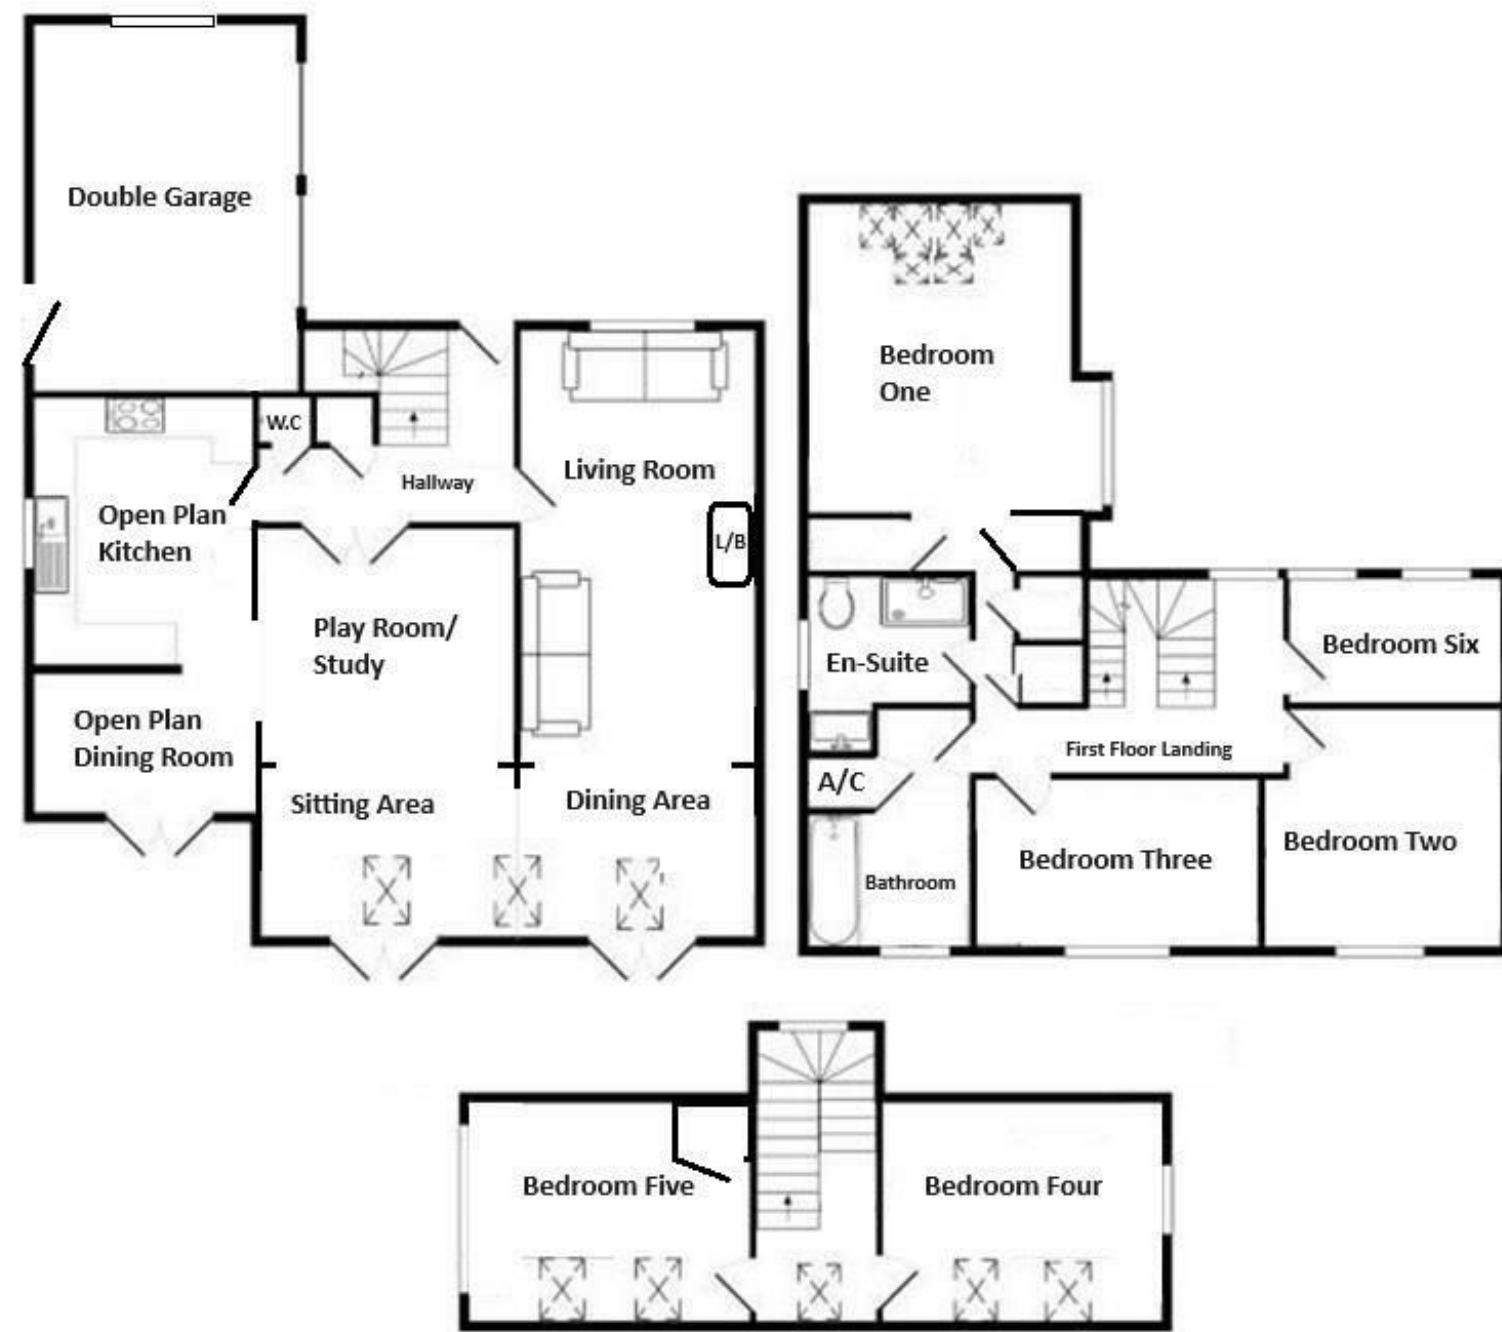 Double Garage
W.C
Hallway
Living Room
Open Plan
Kitchen
L/B
Play Room/
Study
Open Plan
Dining Room
Sitting Area
Dining Area
Bedroom
One
En-Suite
Bedroom Six
First Floor Landing
A/C
Bedroom Two
Bedroom Three
Bathroom
Bedroom Five
Bedroom Four